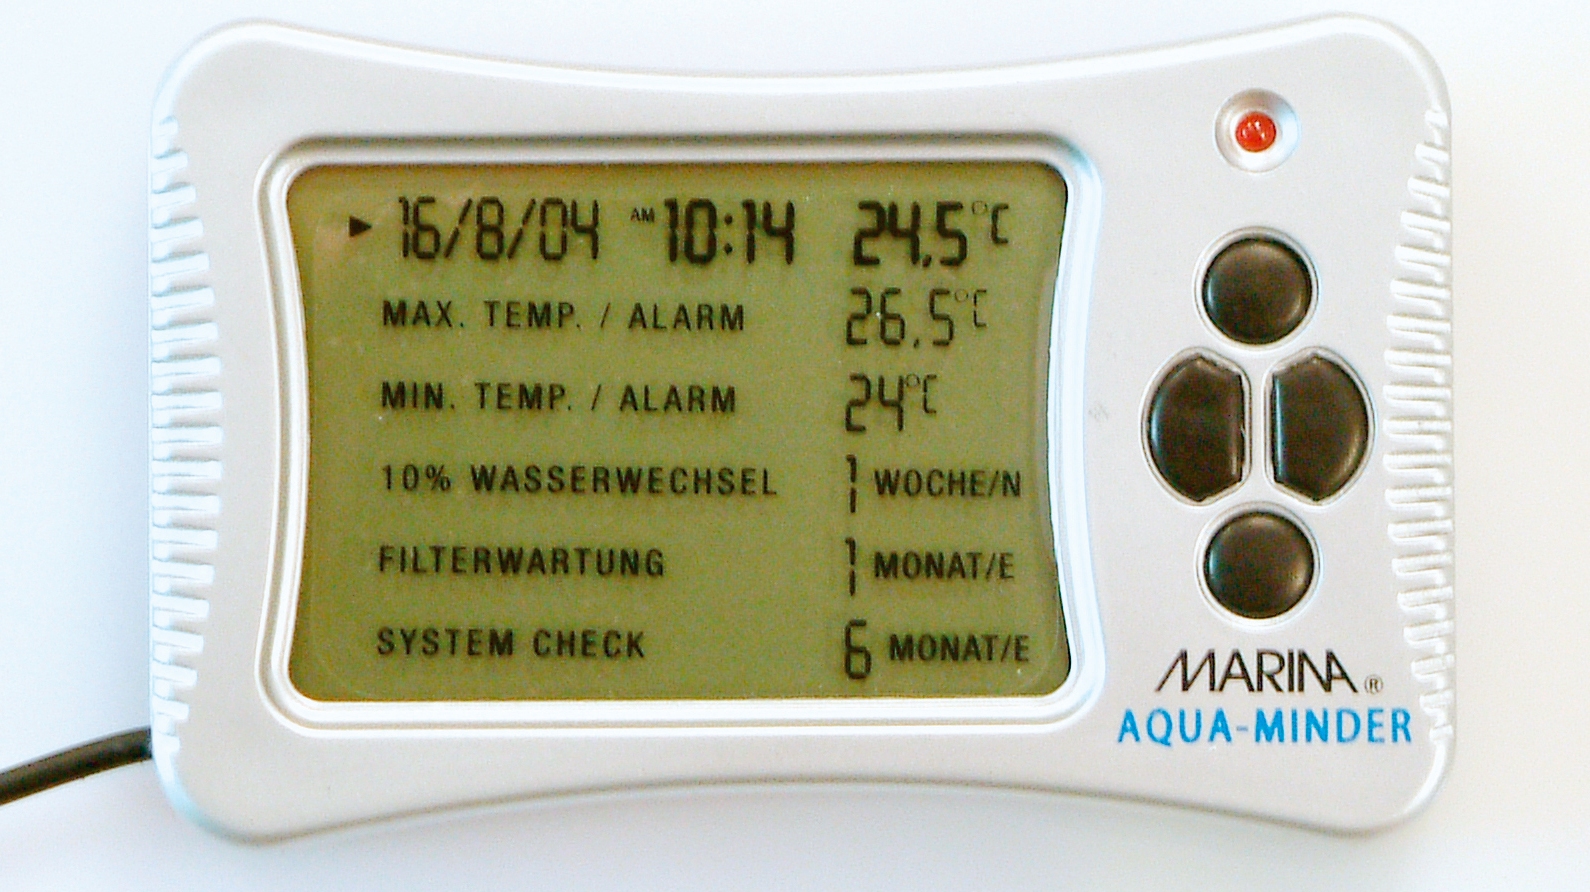 ▶ 16/8/04 AM 10:14 24.5°C
MAX. TEMP. / ALARM 26.5°C
MIN. TEMP. / ALARM 24°C
10% WASSERWECHSEL 1 WOCHE/N
FILTERWARTUNG 1 MONAT/E
SYSTEM CHECK 6 MONAT/E
MARINA®
AQUA-MINDER